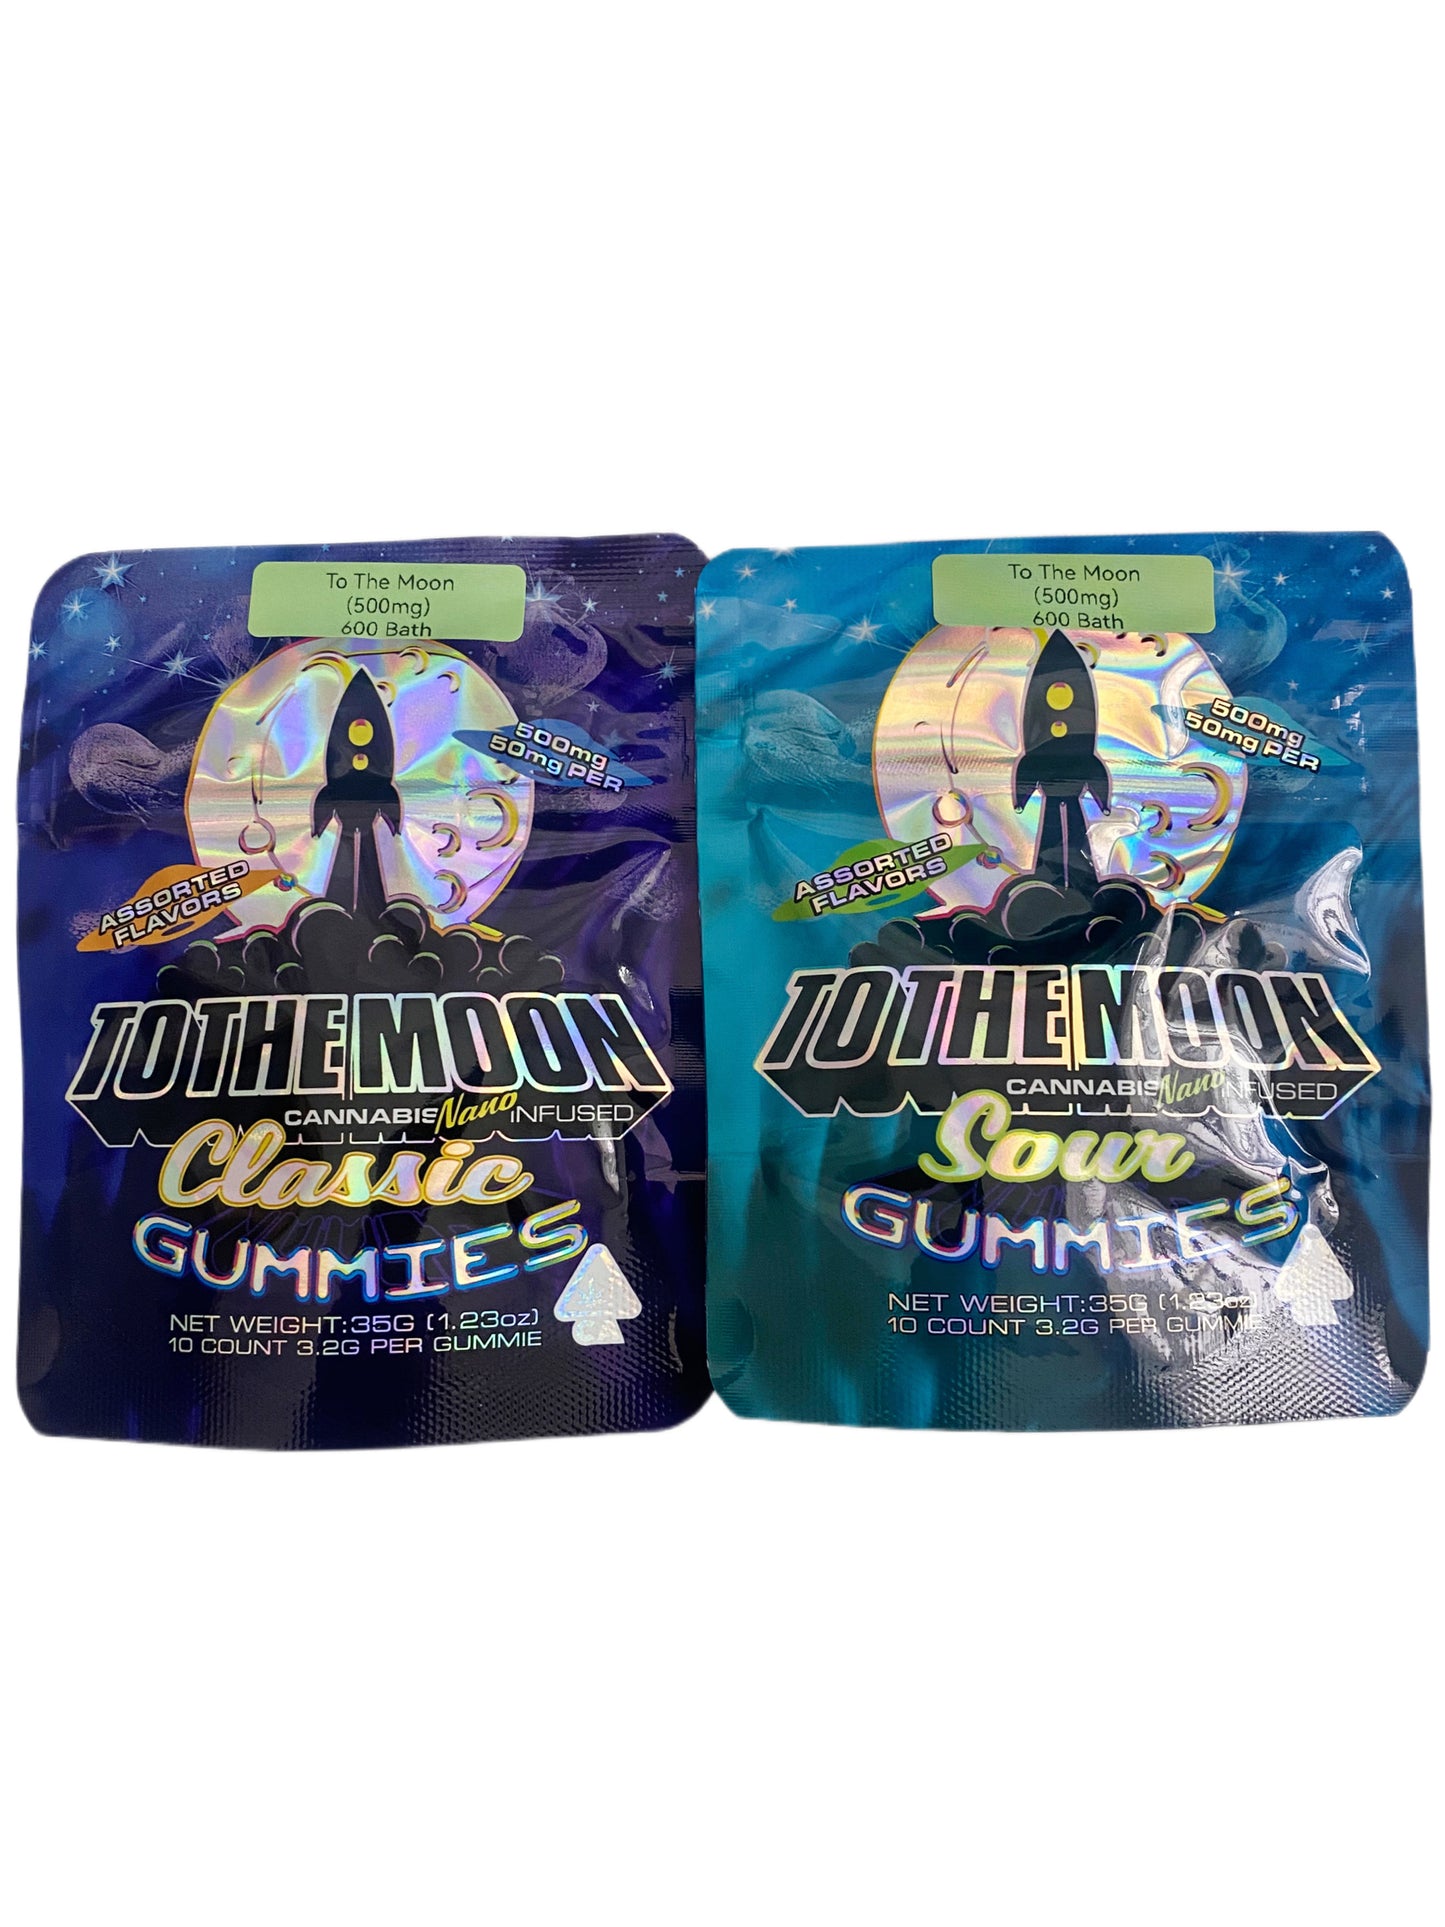 To The Moon
(500mg)
600 Bath
500mg
50mg PER
ASSORTED
FLAVORS
TO THE MOON
CANNABIS Nano INFUSED
Classic
GUMMIES
NET WEIGHT:35G (1.23oz)
10 COUNT 3.2G PER GUMMIE
To The Moon
(500mg)
600 Bath
500mg
50mg PER
ASSORTED
FLAVORS
TO THE MOON
CANNABIS Nano INFUSED
Sour
GUMMIES
NET WEIGHT:35G (1.23oz)
10 COUNT 3.2G PER GUMMIE